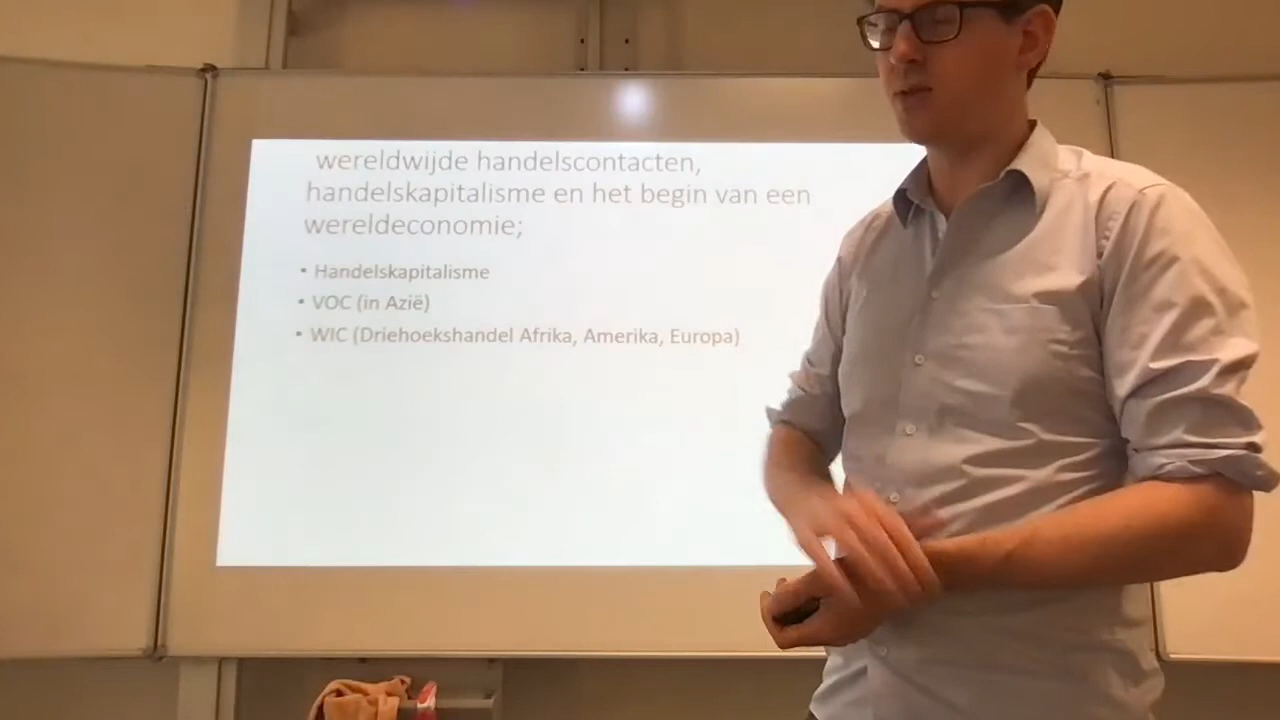 wereldwijde handelscontacten,
handelskapitalisme en het begin van een
wereldeconomie;
• Handelskapitalisme
• VOC (in Azië)
• WIC (Driehoekshandel Afrika, Amerika, Europa)